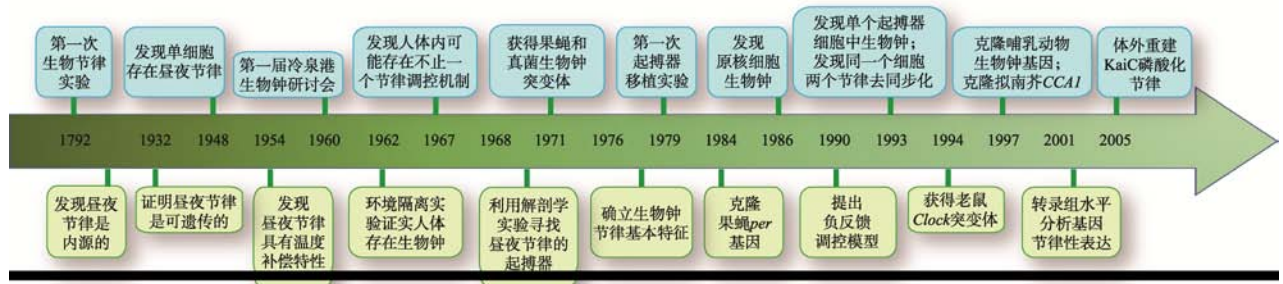 第一次
生物节律
实验
发现单细胞
存在昼夜节律
第一届冷泉港
生物钟研讨会
发现人体内可
能存在不止一
个节律调控机制
获得果蝇和
真菌生物钟
突变体
第一次
起搏器
移植实验
发现
原核细胞
生物钟
发现单个起搏器
细胞中生物钟；
发现同一个细胞
两个节律去同步化
克隆哺乳动物
生物钟基因；
克隆拟南芥CCA1
体外重建
KaiC磷酸化
节律
1792 1932 1948 1954 1960 1962 1967 1968 1971 1976 1979 1984 1986 1990 1993 1994 1997 2001 2005
发现昼夜
节律是
内源的
证明昼夜节律
是可遗传的
发现
昼夜节律
具有温度
补偿特性
环境隔离实
验证实人体
存在生物钟
利用解剖学
实验寻找
昼夜节律的
起搏器
确立生物钟
节律基本特征
克隆
果蝇per
基因
提出
负反馈
调控模型
获得老鼠
Clock突变体
转录组水平
分析基因
节律性表达